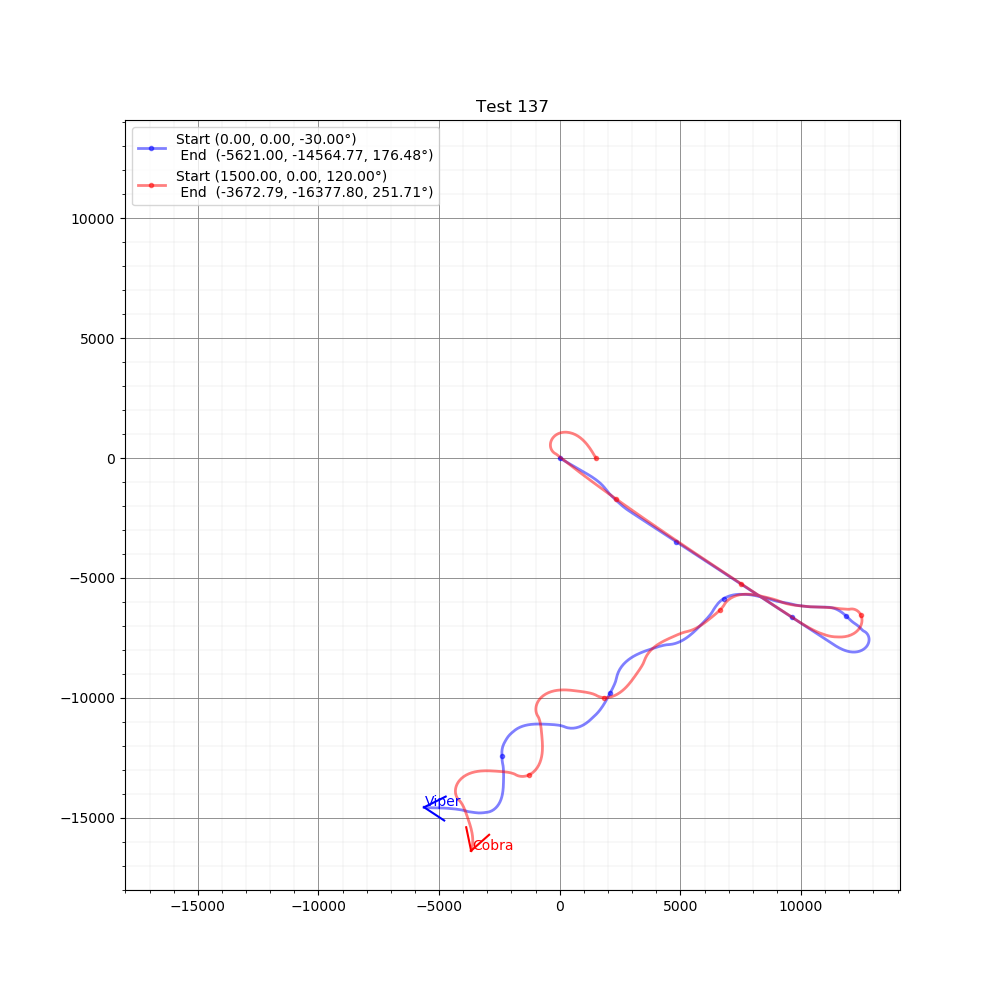 Test 137
Start (0.00, 0.00, -30.00°)
End (-5621.00, -14564.77, 176.48°)
Start (1500.00, 0.00, 120.00°)
End (-3672.79, -16377.80, 251.71°)
10000
5000
0
−5000
−10000
−15000
Viper
Cobra
−15000 −10000 −5000 0 5000 10000